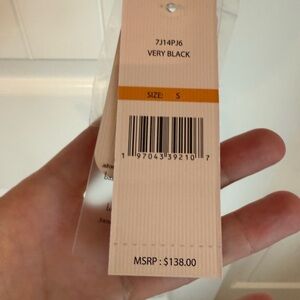 7J14PJ6
VERY BLACK
SIZE: S
1 97043 39210 7
MSRP : $138.00